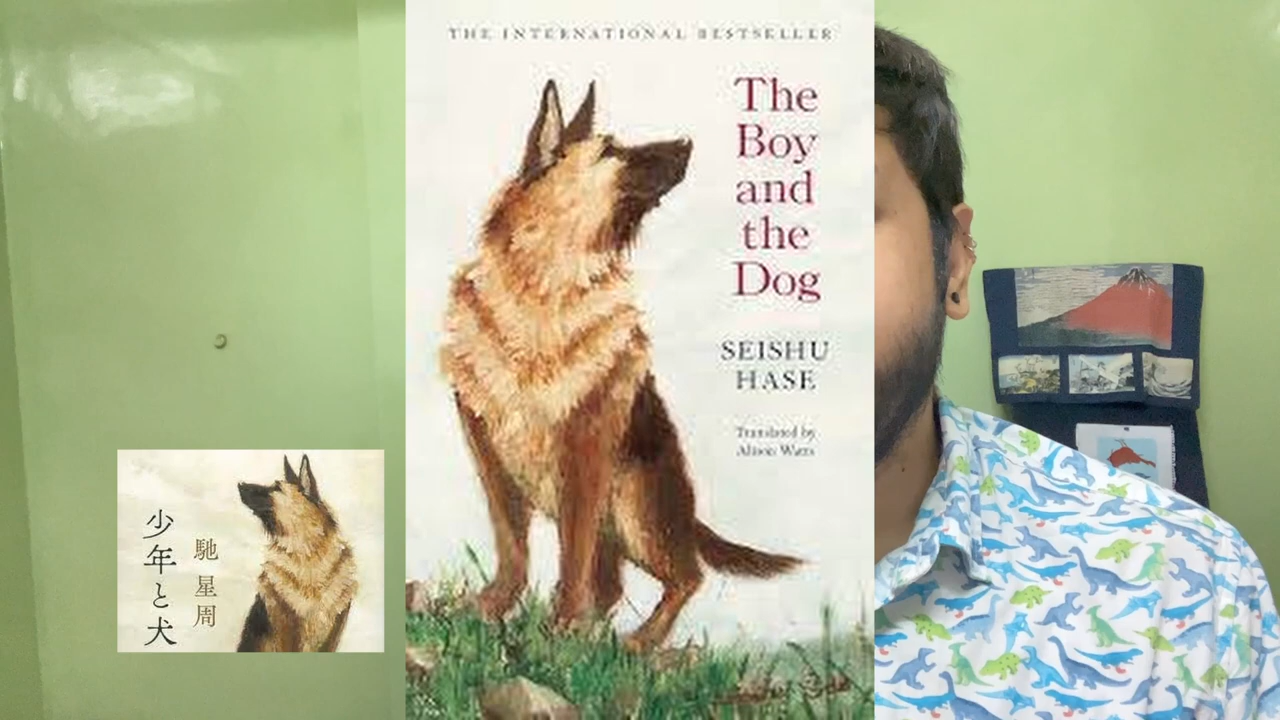 少年と犬
馳星周
THE INTERNATIONAL BESTSELLER
The
Boy
and
the
Dog
SEISHU
HASE
Translated by
Alison Watts